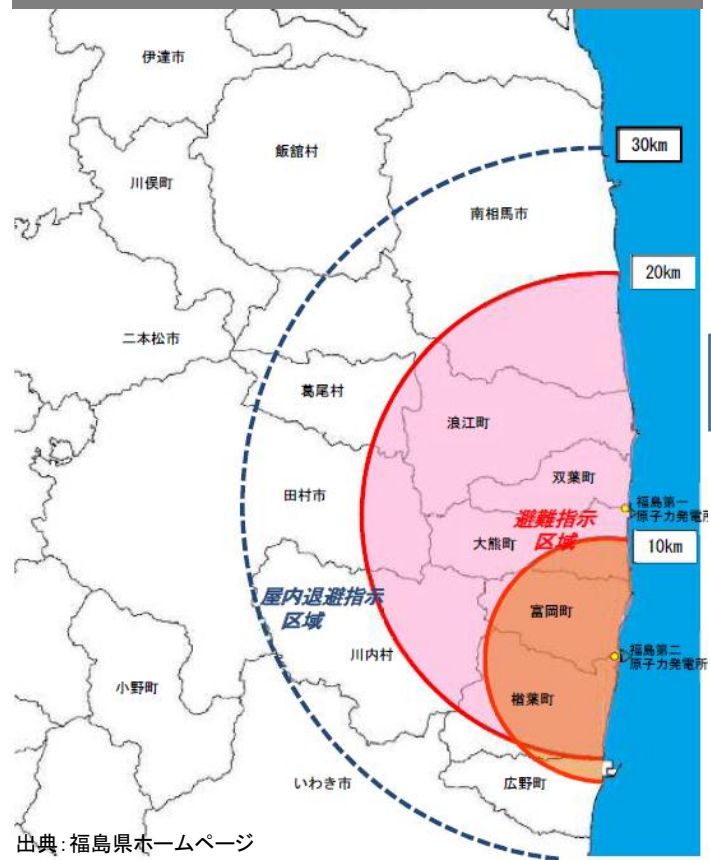 伊達市
飯舘村
30km
川俣町
南相馬市
20km
二本松市
葛尾村
浪江町
双葉町
田村市
福島第一
原子力発電所
避難指示
区域
大熊町
10km
屋内退避指示
区域
富岡町
川内村
福島第二
原子力発電所
小野町
楢葉町
いわき市
広野町
出典：福島県ホームページ